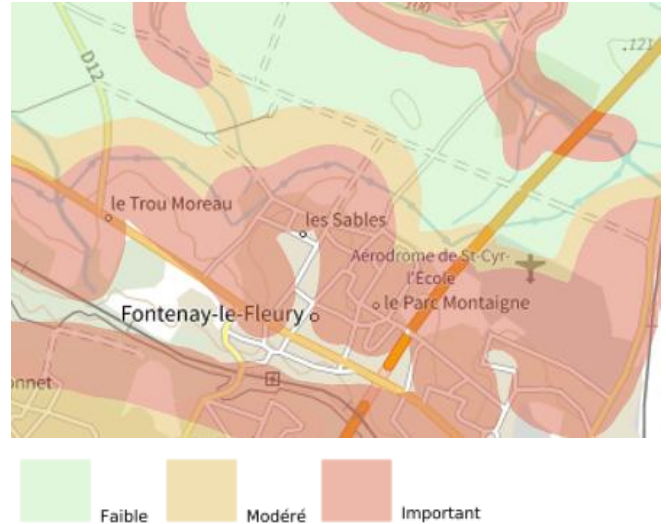 100
.121
D12
le Trou Moreau
les Sables
Aérodrome de St-Cyr-
l'École
le Parc Montaigne
Fontenay-le-Fleury
onnet
Faible
Modéré
Important